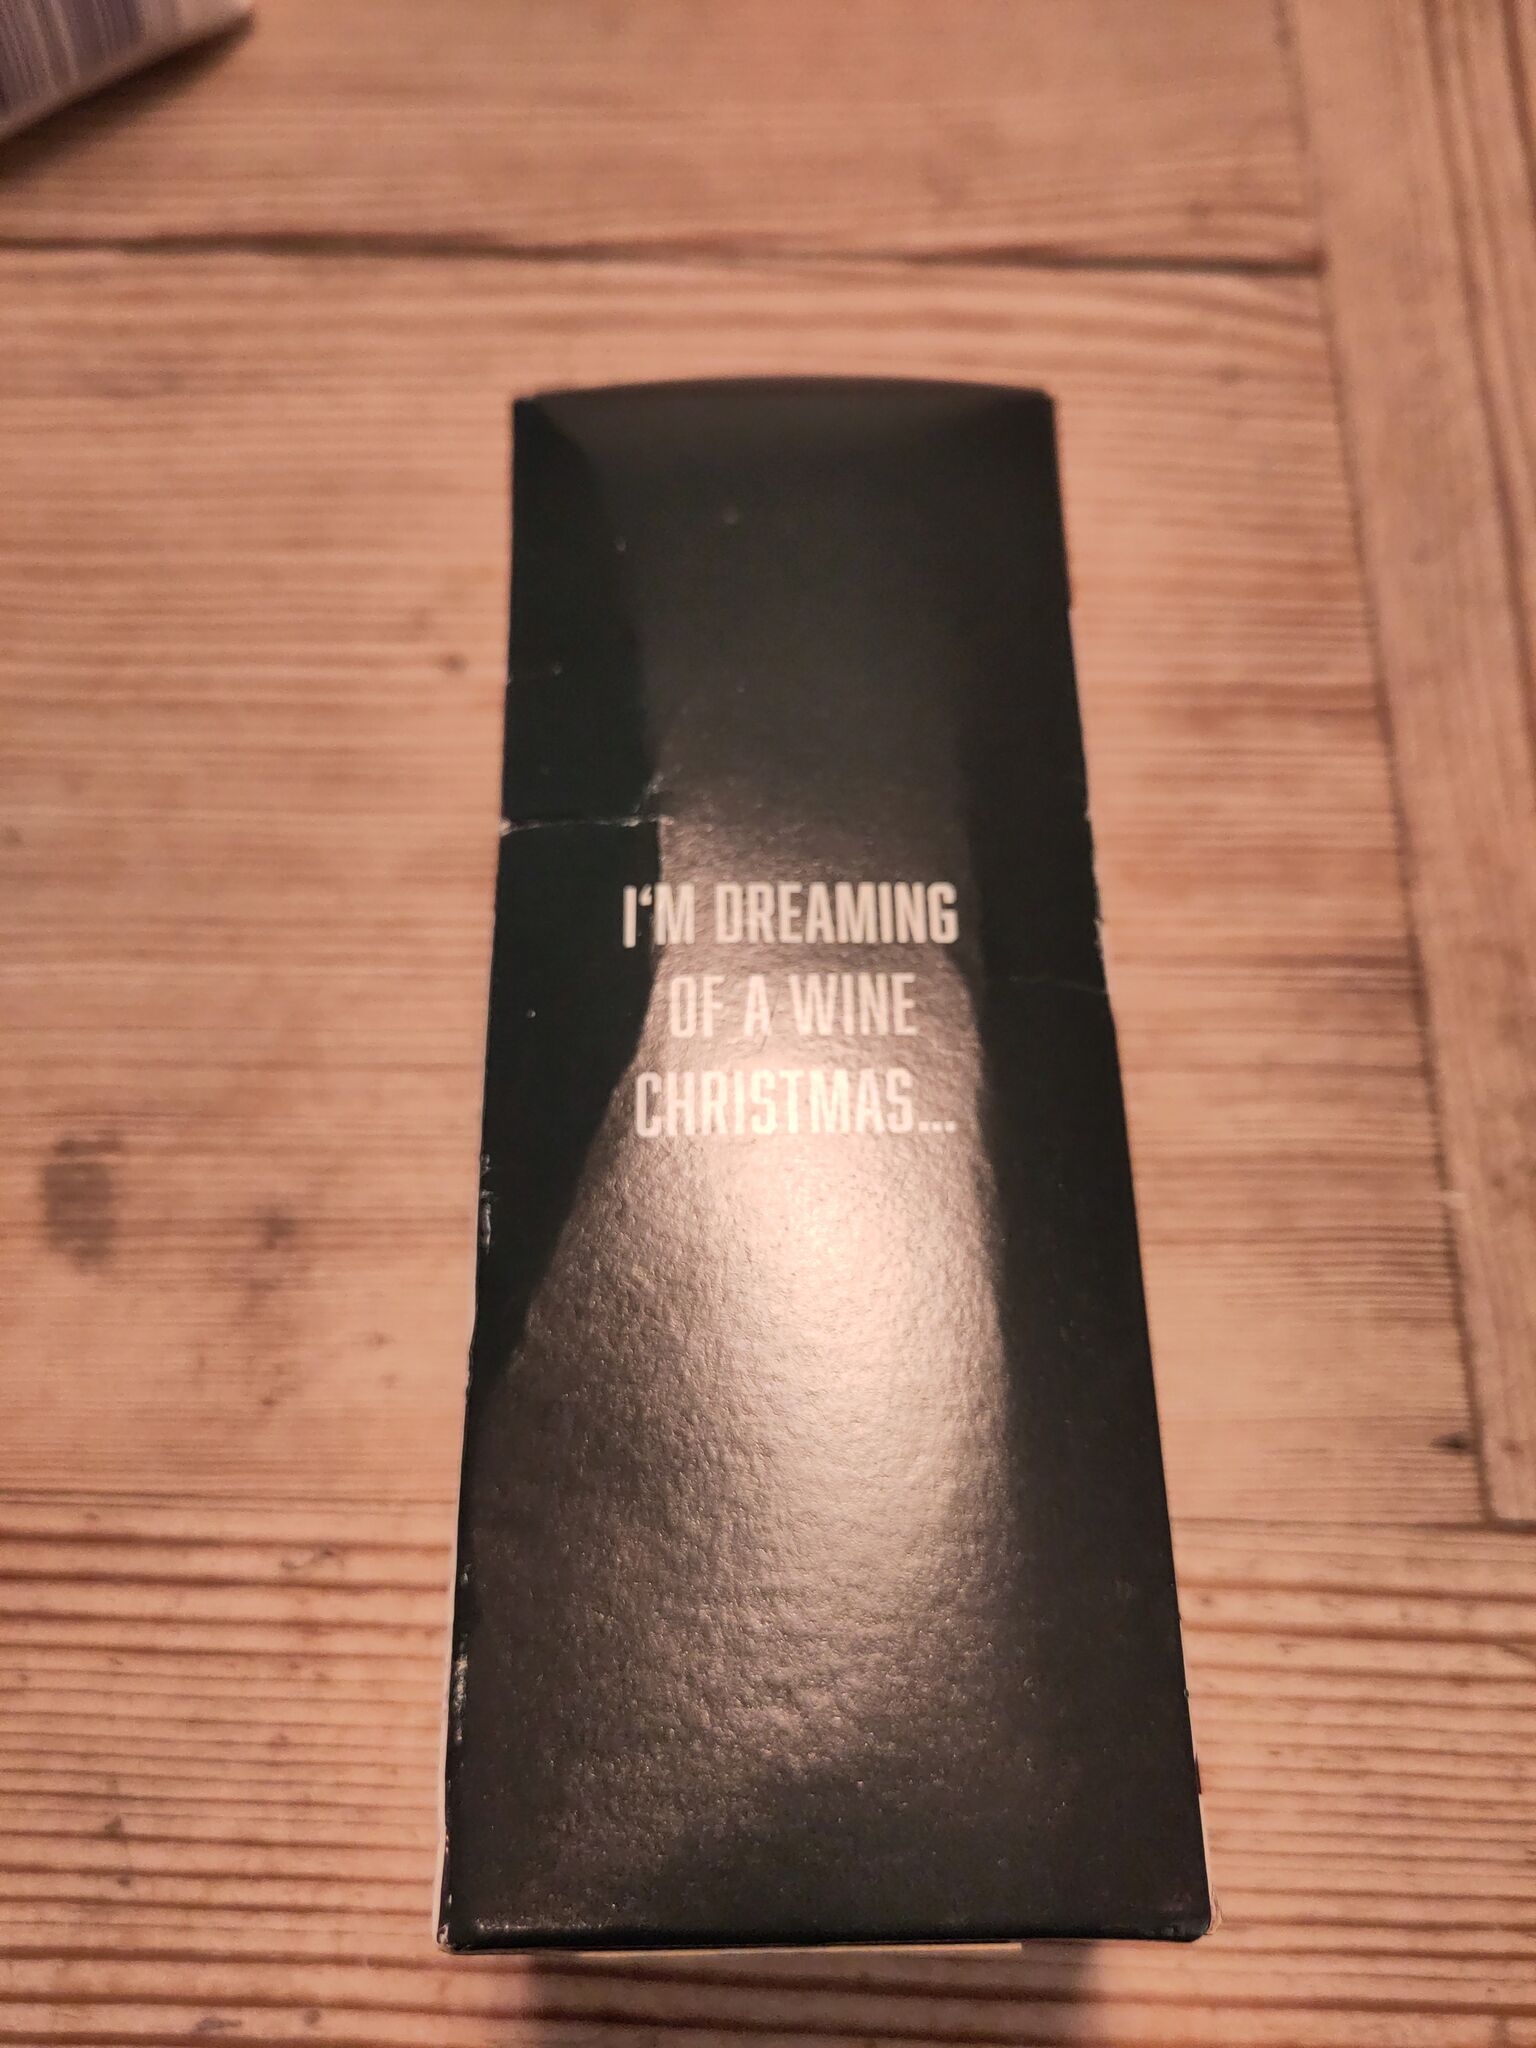 I‘M DREAMING
OF A WINE
CHRISTMAS...